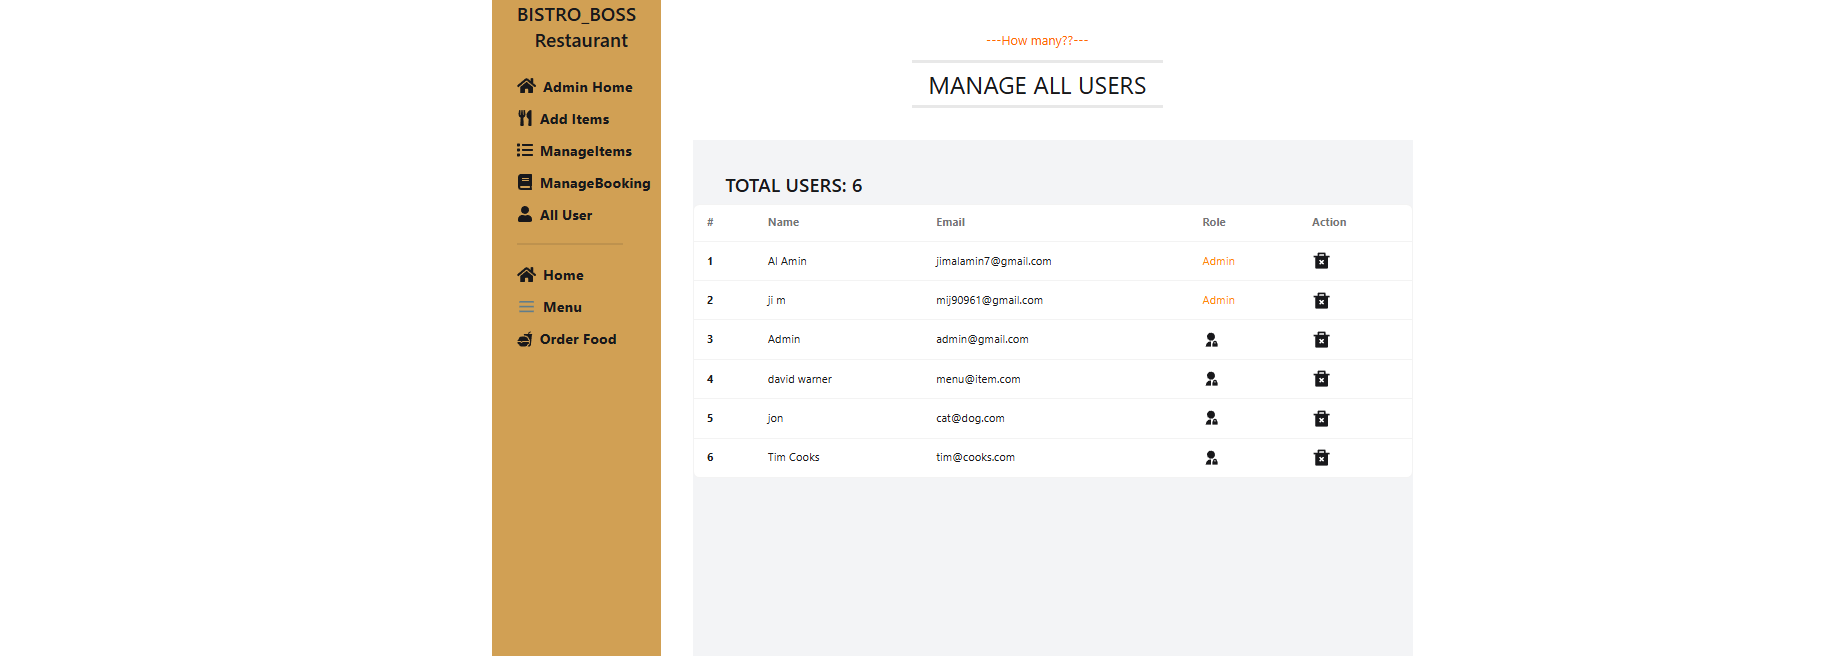 BISTRO_BOSS
Restaurant
Admin Home
Add Items
ManageItems
ManageBooking
All User
Home
Menu
Order Food
---How many??---
MANAGE ALL USERS
TOTAL USERS: 6
# Name Email Role Action
1 Al Amin jimalamin7@gmail.com Admin
2 ji m mij90961@gmail.com Admin
3 Admin admin@gmail.com
4 david warner menu@item.com
5 jon cat@dog.com
6 Tim Cooks tim@cooks.com